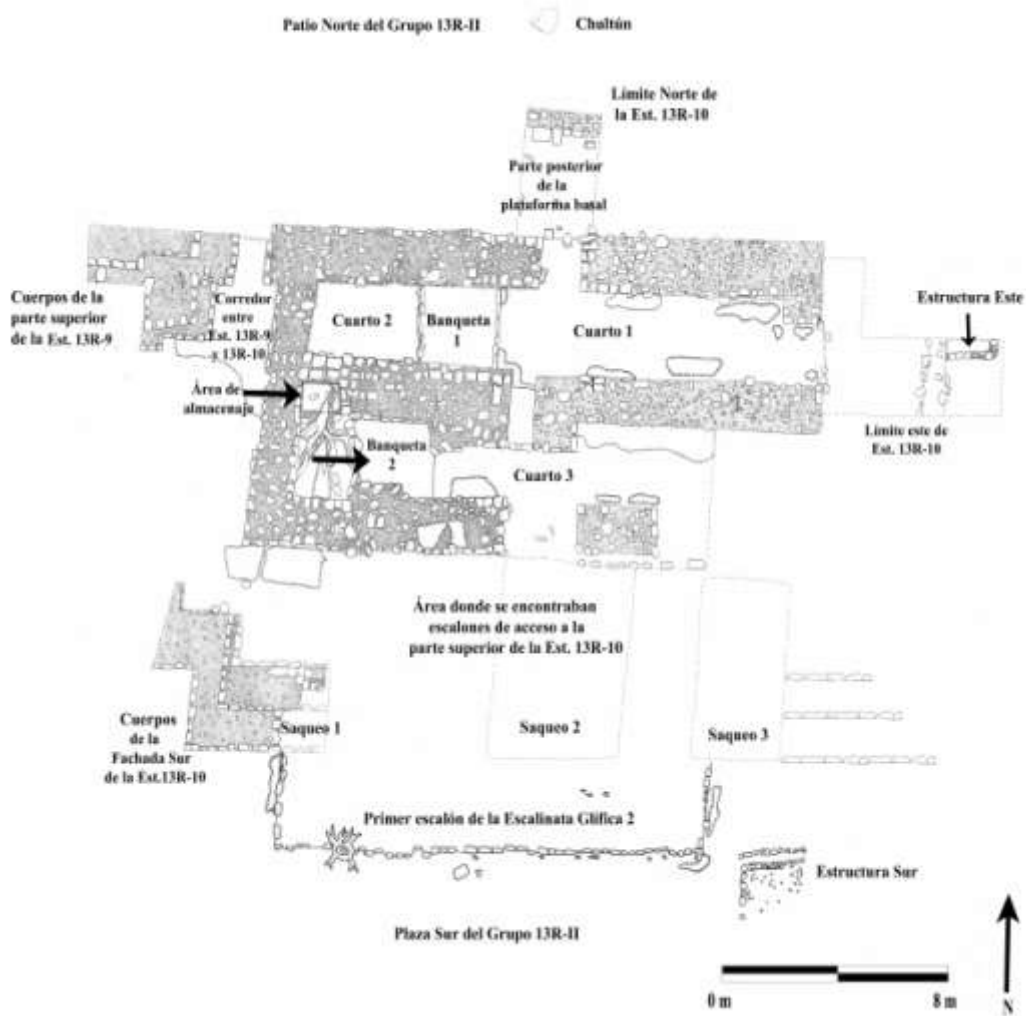 Patio Norte del Grupo 13R-II
Chultún
Límite Norte de
la Est. 13R-10
Parte posterior
de la
plataforma basal
Cuerpos de la
parte superior
de la Est. 13R-9
Corredor
entre
Est. 13R-9
y 13R-10
Cuarto 2
Banqueta
1
Cuarto 1
Estructura Este
Área de
almacenaje
Banqueta
2
Cuarto 3
Límite este de
Est. 13R-10
Área donde se encontraban
escalones de acceso a la
parte superior de la Est. 13R-10
Cuerpos
de la
Fachada Sur
de la Est.13R-10
Saqueo 1
Saqueo 2
Saqueo 3
Primer escalón de la Escalinata Glífica 2
Estructura Sur
Plaza Sur del Grupo 13R-II
0 m
8 m
N